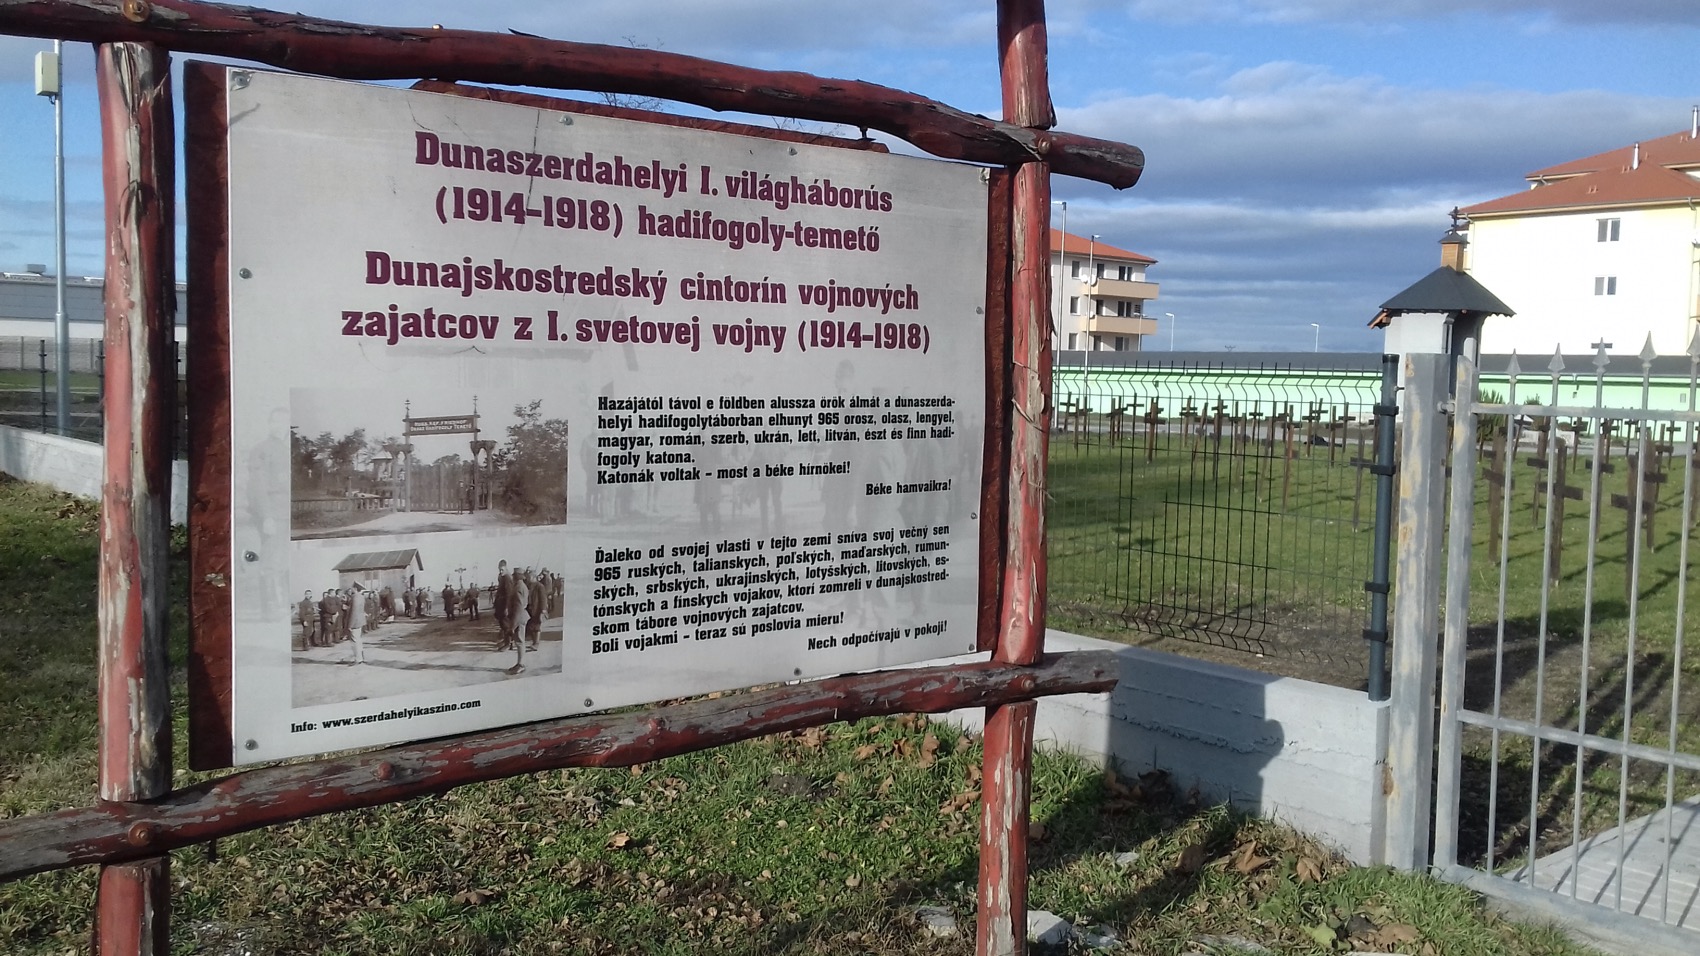 Dunaszerdahelyi I. világháborús
(1914-1918) hadifogoly-temető
Dunajskostredský cintorín vojnových
zajatcov z I. svetovej vojny (1914-1918)
Hazájától távol e földben alussza örök álmát a dunaszerda-
helyi hadifogolytáborban elhunyt 965 orosz, olasz, lengyel,
magyar, román, szerb, ukrán, lett, litván, észt és finn hadi-
fogoly katona.
Katonák voltak - most a béke hírnökei!
Béke hamvaikra!
Ďaleko od svojej vlasti v tejto zemi sníva svoj večný sen
965 ruských, talianskych, poľských, maďarských, rumun-
ských, srbských, ukrajinských, lotyšských, litovských, es-
tónskych a fínskych vojakov, ktorí zomreli v dunajskostred-
skom tábore vojnových zajatcov.
Boli vojakmi - teraz sú poslovia mieru!
Nech odpočívajú v pokoji!
Info: www.szerdahelyikaszino.com